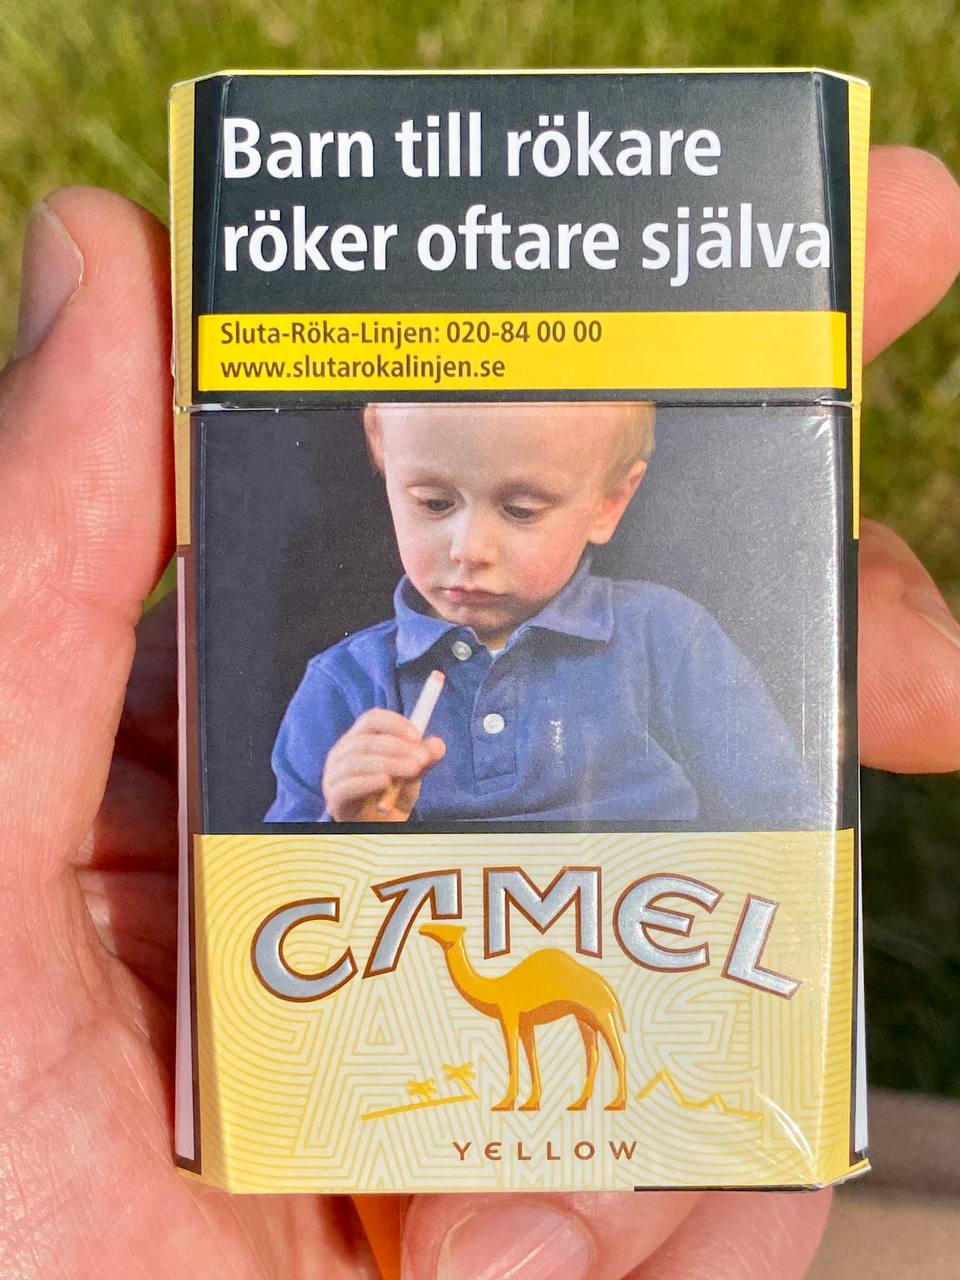 Barn till rökare
röker oftare själva
Sluta-Röka-Linjen: 020-84 00 00
www.slutarokalinjen.se
CAMEL
YELLOW